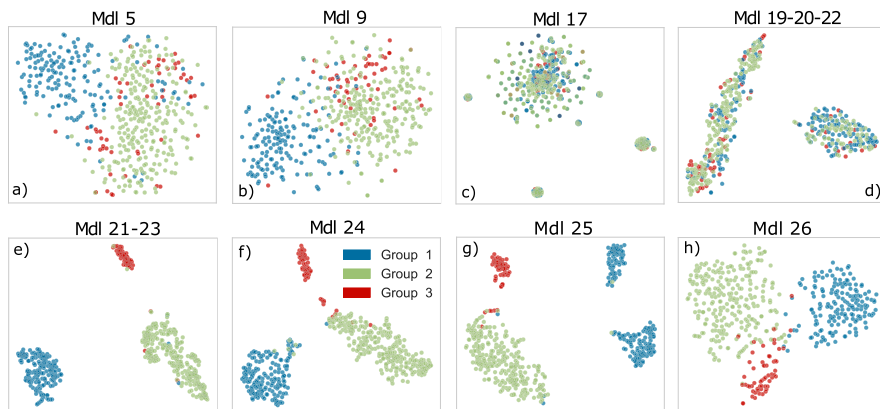 Mdl 5
Mdl 9
Mdl 17
Mdl 19-20-22
a)
b)
c)
d)
Mdl 21-23
Mdl 24
Mdl 25
Mdl 26
e)
f)
g)
h)
Group 1
Group 2
Group 3